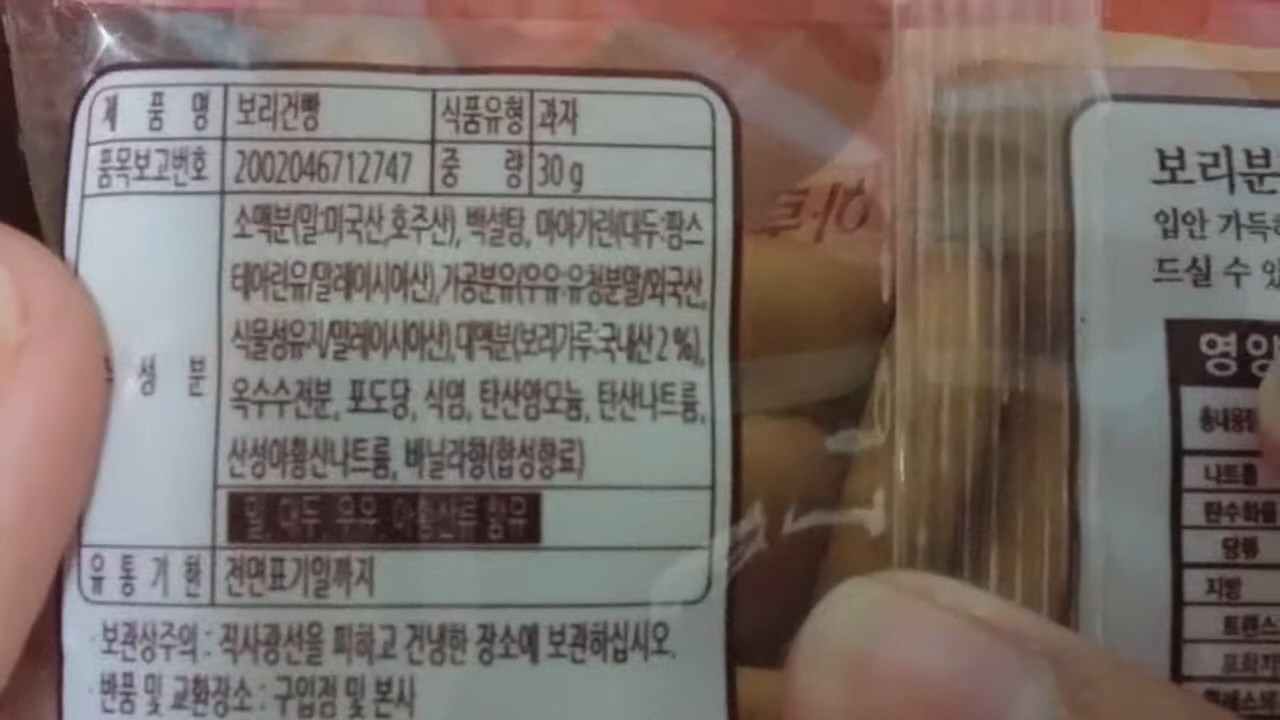 제 품 명 보리건빵 식품유형 과자
품목보고번호 2002046712747 중 량 30g
소맥분(밀:미국산,호주산), 백설탕, 마아가린(대두:팜스
테아린유/말레이시아산),가공분유(우유:유청분말/외국산,
식물성유지/말레이시아산),대맥분(보리가루:국내산2%),
성 분
옥수수전분, 포도당, 식염, 탄산암모늄, 탄산나트륨,
산성아황산나트륨, 바닐라향(합성향료)
밀, 대두, 우유, 아황산류 함유
유통기한 전면표기일까지
보관상주의 : 직사광선을 피하고 건냉한 장소에 보관하십시오.
반품 및 교환장소 : 구입점 및 본사
보리분
입안 가득
드실 수 있
영양
총내용량
나트륨
탄수화물
당류
지방
트랜스
포화지